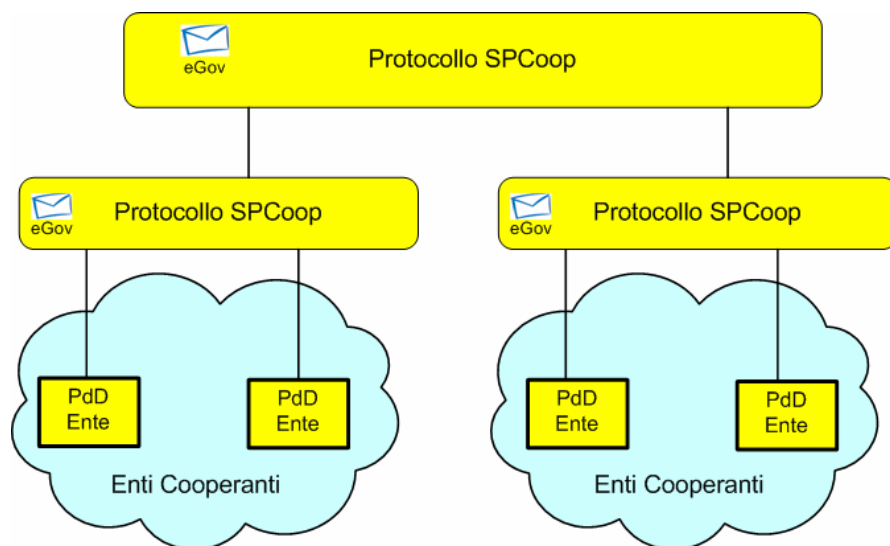 eGov
Protocollo SPCoop
eGov
Protocollo SPCoop
eGov
Protocollo SPCoop
PdD
Ente
PdD
Ente
PdD
Ente
PdD
Ente
Enti Cooperanti
Enti Cooperanti